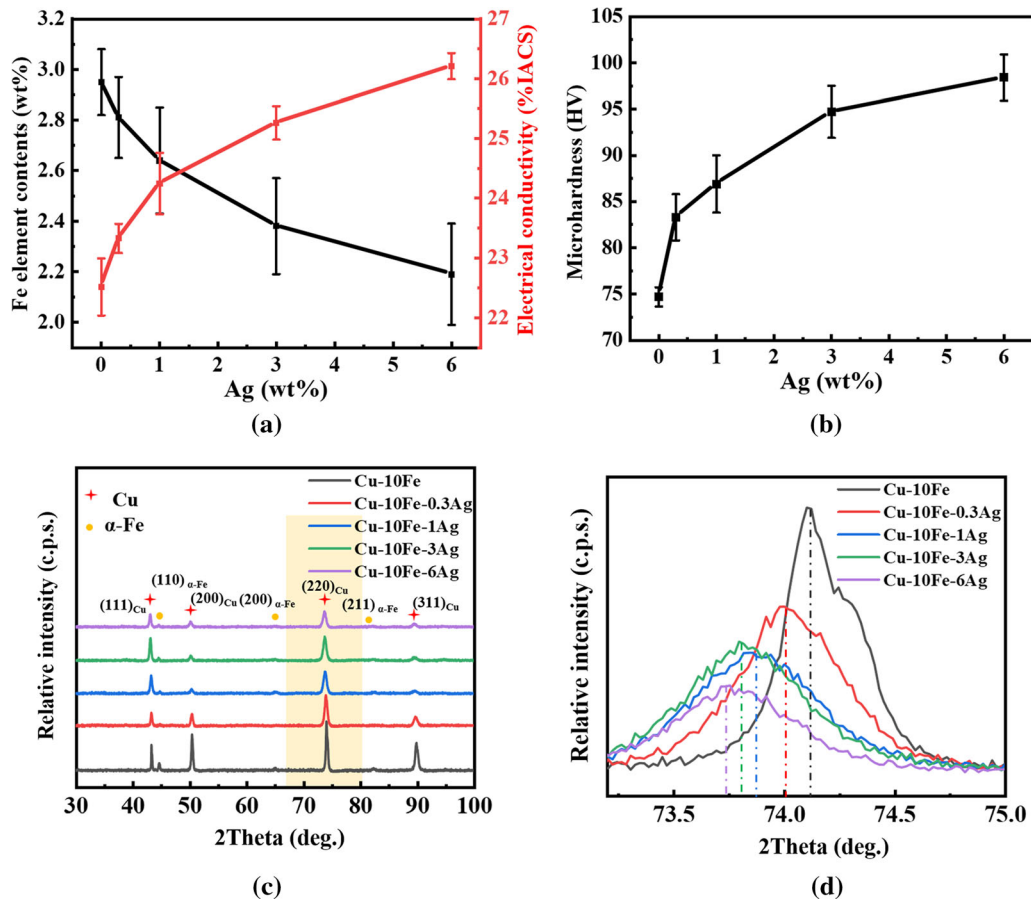 Fe element contents (wt%)
3.0
2.8
2.6
2.4
2.2
2.0
27
26
25
24
23
22
Electrical conductivity (%IACS)
0 1 2 3 4 5 6
Ag (wt%)
(a)
Microhardness (HV)
105
100
95
90
85
80
75
70
0 1 2 3 4 5 6
Ag (wt%)
(b)
Relative intensity (c.p.s.)
Cu
α-Fe
Cu-10Fe
Cu-10Fe-0.3Ag
Cu-10Fe-1Ag
Cu-10Fe-3Ag
Cu-10Fe-6Ag
(111)Cu
(110)α-Fe
(200)Cu
(200)α-Fe
(220)Cu
(211)α-Fe
(311)Cu
30 40 50 60 70 80 90 100
2Theta (deg.)
(c)
Relative intensity (c.p.s.)
Cu-10Fe
Cu-10Fe-0.3Ag
Cu-10Fe-1Ag
Cu-10Fe-3Ag
Cu-10Fe-6Ag
73.5 74.0 74.5 75.0
2Theta (deg.)
(d)